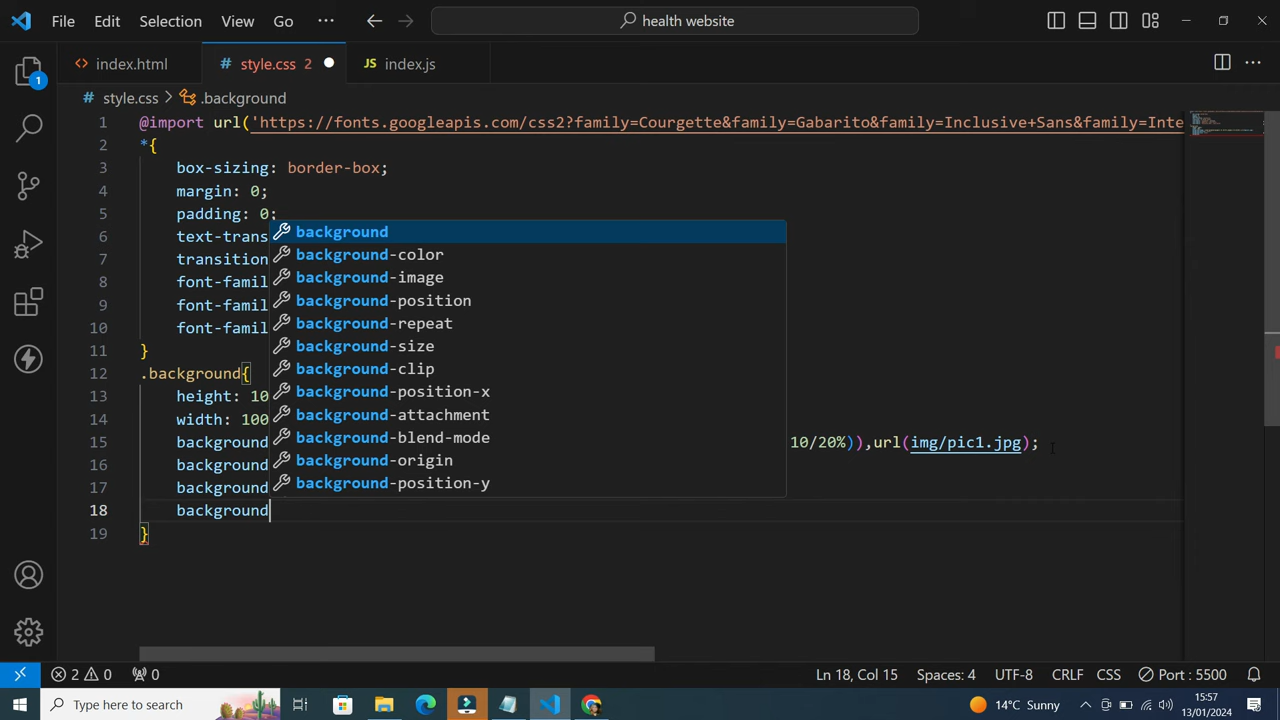 File Edit Selection View Go ··· health website
index.html style.css 2 JS index.js
style.css .background
1 @import url('https://fonts.googleapis.com/css2?family=Courgette&family=Gabarito&family=Inclusive+Sans&family=Inte
2 *{
3 box-sizing: border-box;
4 margin: 0;
5 padding: 0;
6 text-trans
7 transition
8 font-famil
9 font-famil
10 font-famil
11 }
12 .background{
13 height: 10
14 width: 100
15 background 10/20%)),url(img/pic1.jpg);
16 background
17 background
18 background
19 }
background
background-color
background-image
background-position
background-repeat
background-size
background-clip
background-position-x
background-attachment
background-blend-mode
background-origin
background-position-y
1
2 0 0 Ln 18, Col 15 Spaces: 4 UTF-8 CRLF CSS Port : 5500
Type here to search 14°C Sunny 15:57
13/01/2024